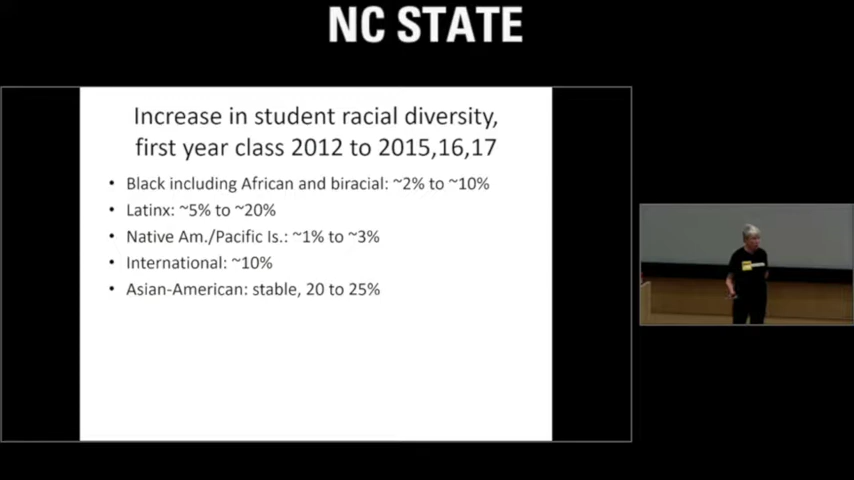 NC STATE
Increase in student racial diversity,
first year class 2012 to 2015,16,17
• Black including African and biracial: ~2% to ~10%
• Latinx: ~5% to ~20%
• Native Am./Pacific Is.: ~1% to ~3%
• International: ~10%
• Asian-American: stable, 20 to 25%